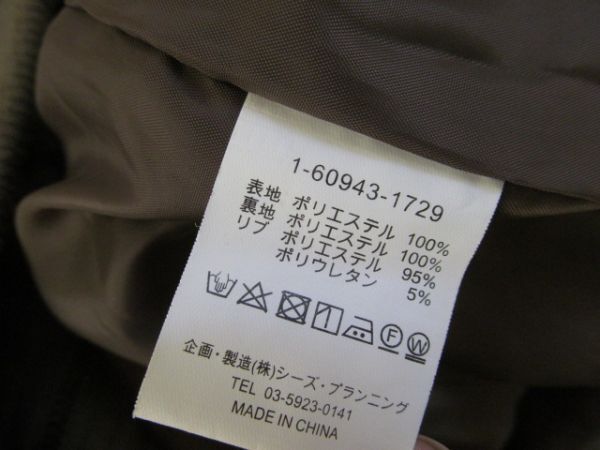 1-60943-1729
表地 ポリエステル 100%
裏地 ポリエステル 100%
リブ ポリエステル 95%
ポリウレタン 5%
F W
企画・製造(株)シーズ・プランニング
TEL 03-5923-0141
MADE IN CHINA